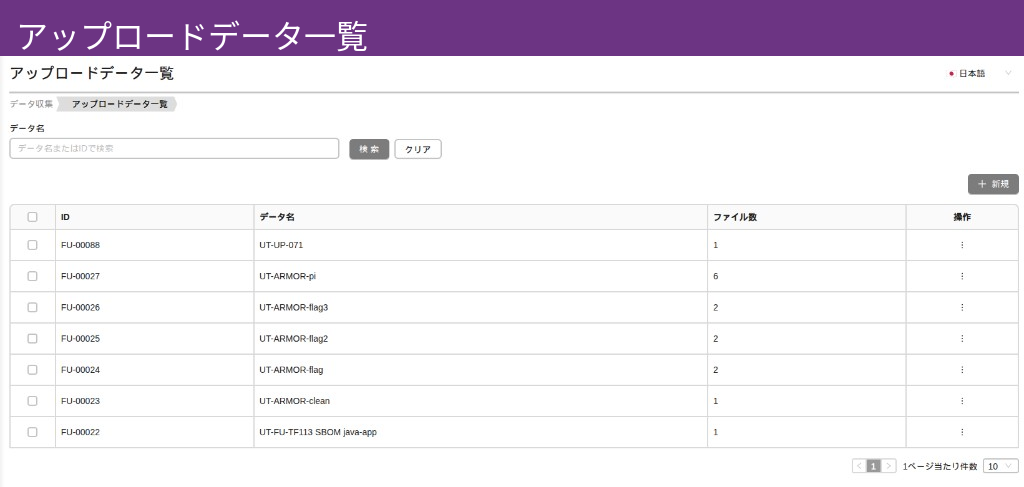 アップロードデータ一覧
アップロードデータ一覧 日本語
データ収集 アップロードデータ一覧
データ名
データ名またはIDで検索 検 索 クリア
新規
ID データ名 ファイル数 操作
FU-00088 UT-UP-071 1
FU-00027 UT-ARMOR-pi 6
FU-00026 UT-ARMOR-flag3 2
FU-00025 UT-ARMOR-flag2 2
FU-00024 UT-ARMOR-flag 2
FU-00023 UT-ARMOR-clean 1
FU-00022 UT-FU-TF113 SBOM java-app 1
1 1ページ当たり件数 10